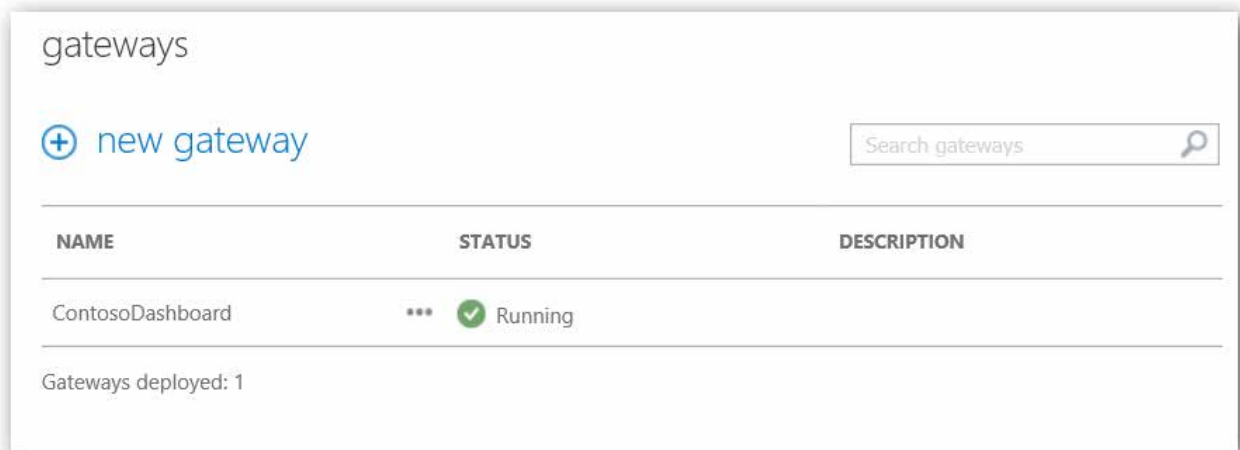 gateways
new gateway
Search gateways
NAME STATUS DESCRIPTION
ContosoDashboard ••• Running
Gateways deployed: 1